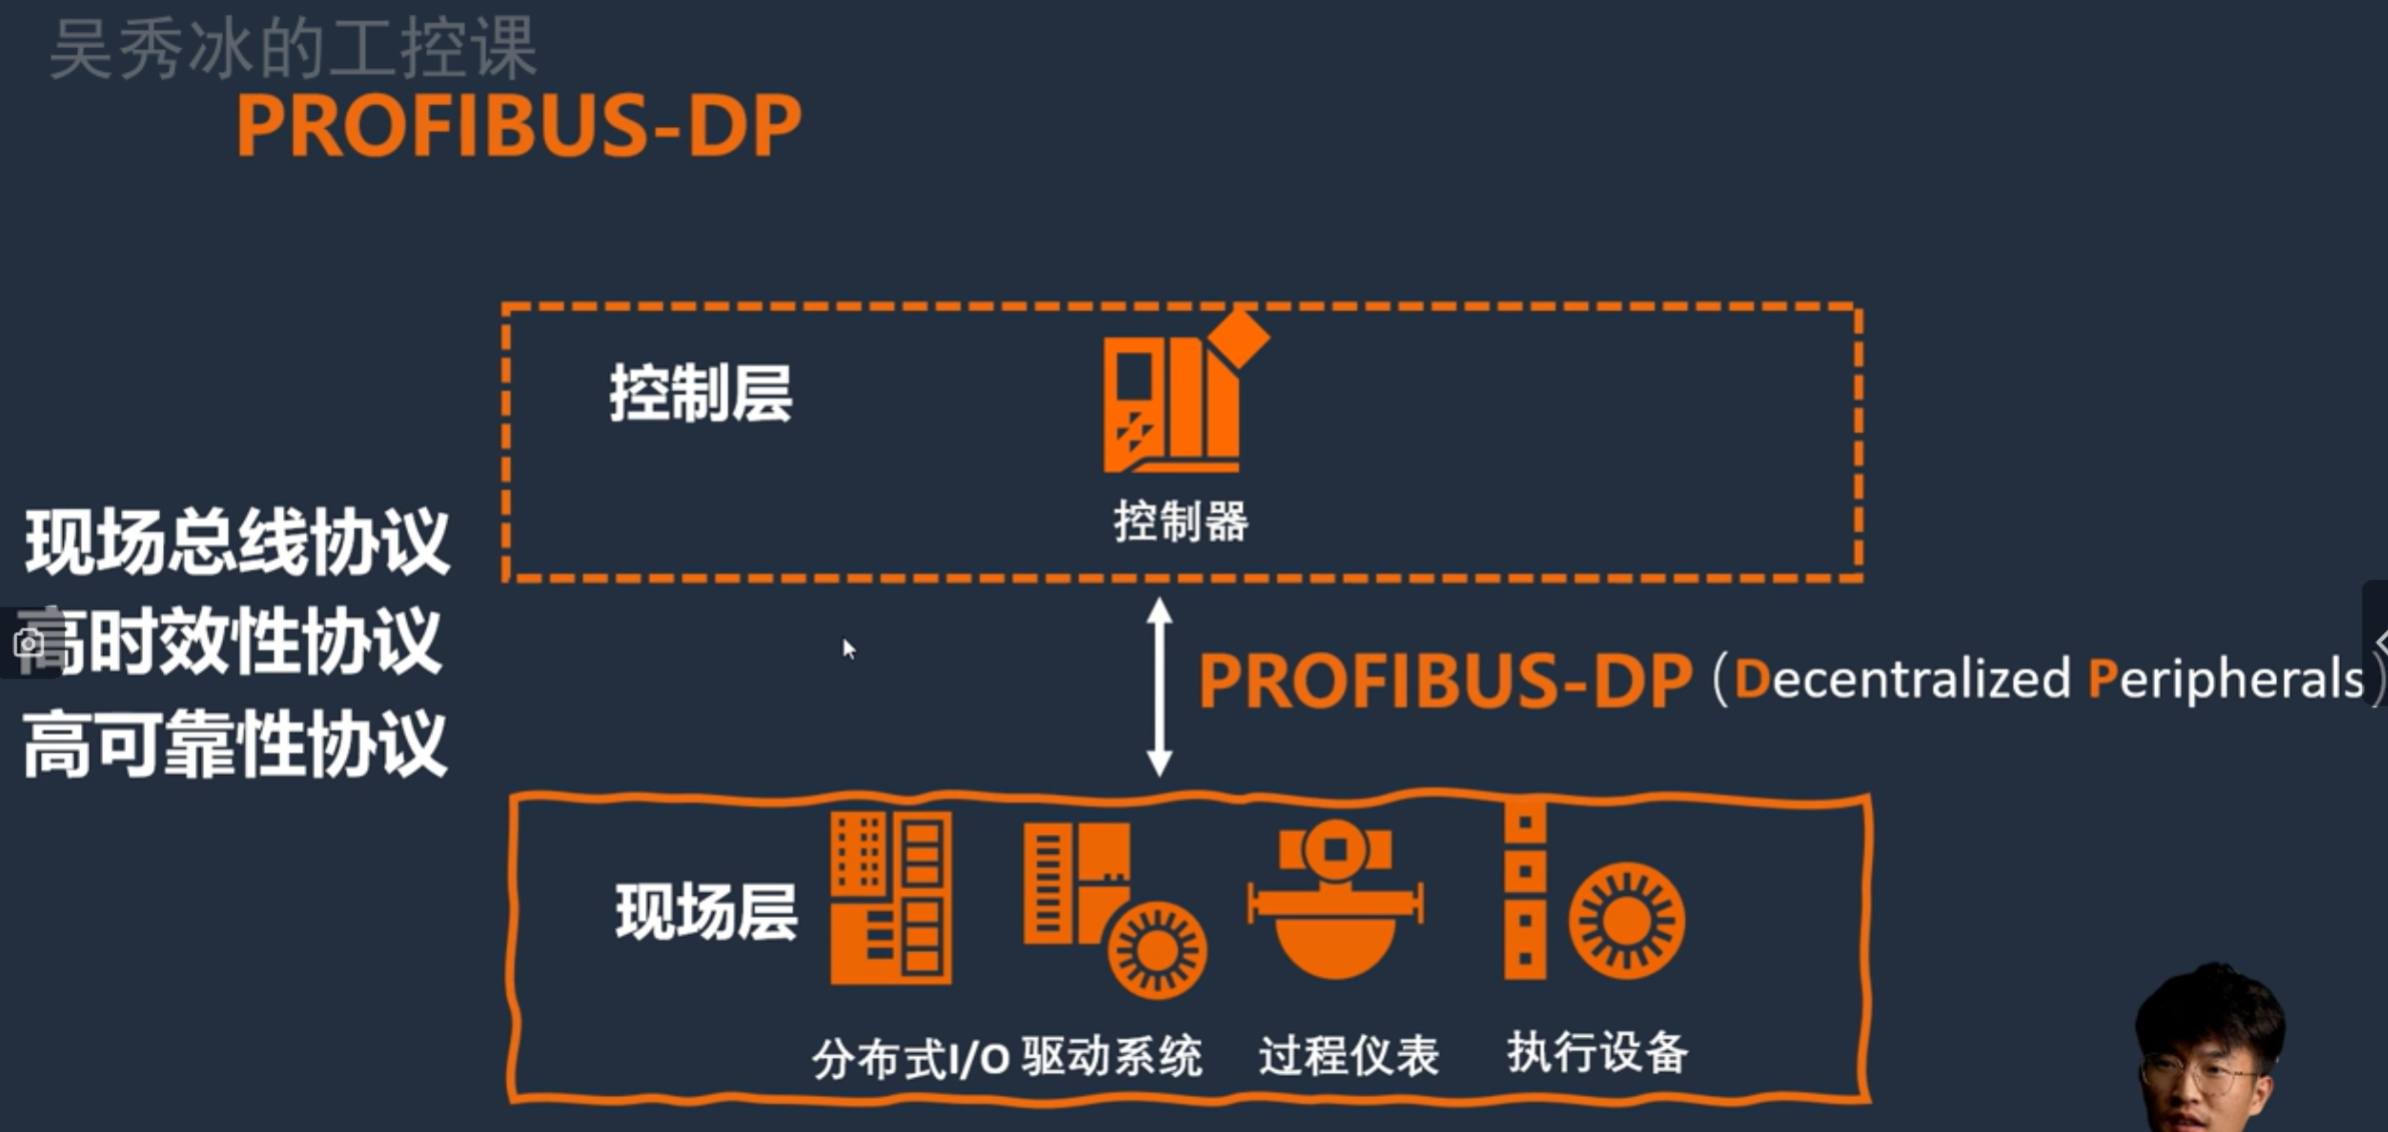 吴秀冰的工控课
PROFIBUS-DP
控制层
控制器
现场总线协议
高时效性协议
高可靠性协议
PROFIBUS-DP（Decentralized Peripherals）
现场层
分布式I/O 驱动系统 过程仪表 执行设备